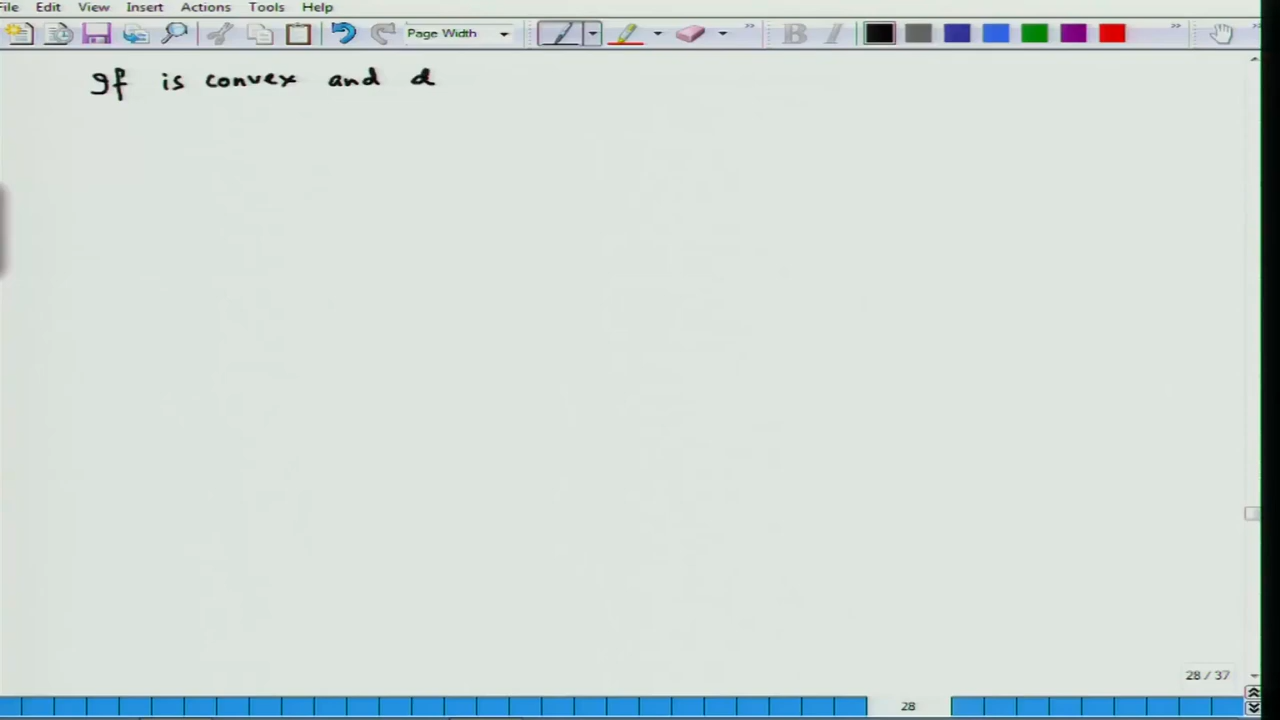 File Edit View Insert Actions Tools Help
Page Width
B I
If is convex and d
28 / 37
28